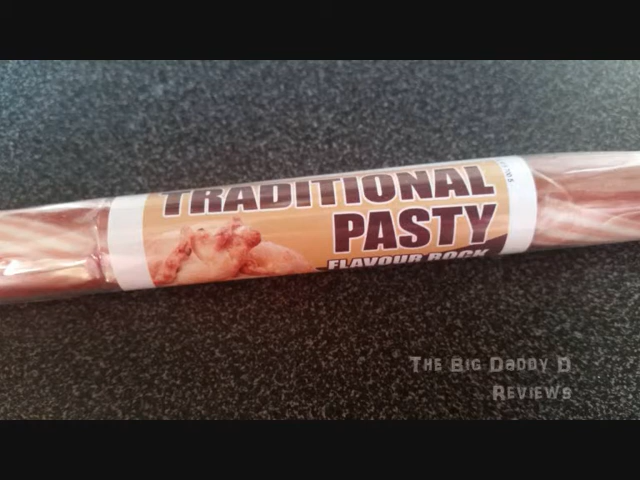 TRADITIONAL
PASTY
FLAVOUR ROCK
The Big Daddy D
Reviews